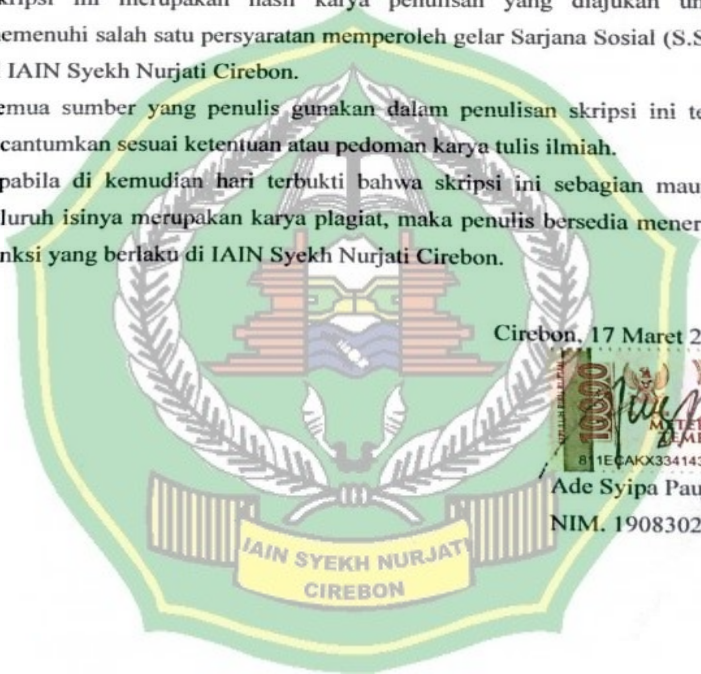 kripsi ini merupakan hasil karya penulisan yang diajukan un
emenuhi salah satu persyaratan memperoleh gelar Sarjana Sosial (S.S
IAIN Syekh Nurjati Cirebon.
emua sumber yang penulis gunakan dalam penulisan skripsi ini te
cantumkan sesuai ketentuan atau pedoman karya tulis ilmiah.
pabila di kemudian hari terbukti bahwa skripsi ini sebagian mau
luruh isinya merupakan karya plagiat, maka penulis bersedia mener
nksi yang berlaku di IAIN Syekh Nurjati Cirebon.
Cirebon, 17 Maret 2
10000
METE
TEMP
811ECAKX334143
Ade Syipa Pau
NIM. 1908302
IAIN SYEKH NURJATI
CIREBON